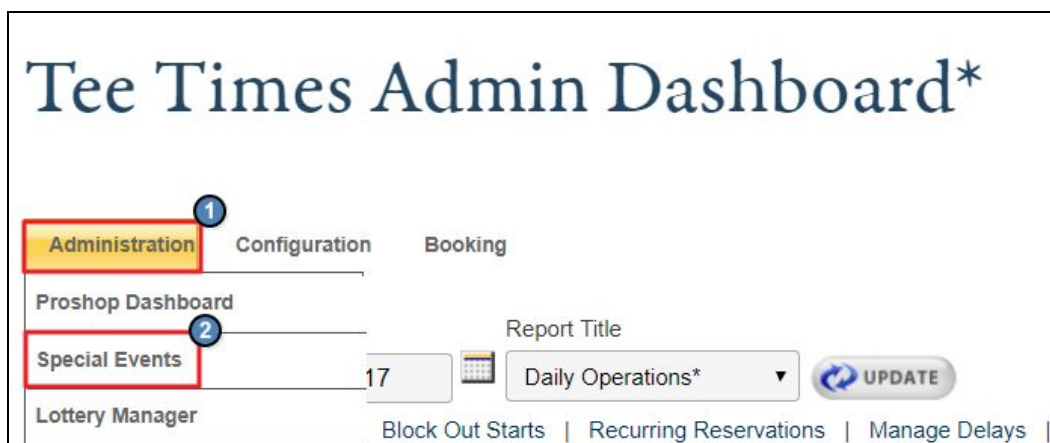 Tee Times Admin Dashboard*
1
Administration Configuration Booking
Proshop Dashboard
2
Report Title
Special Events
17 Daily Operations* UPDATE
Lottery Manager
Block Out Starts | Recurring Reservations | Manage Delays |